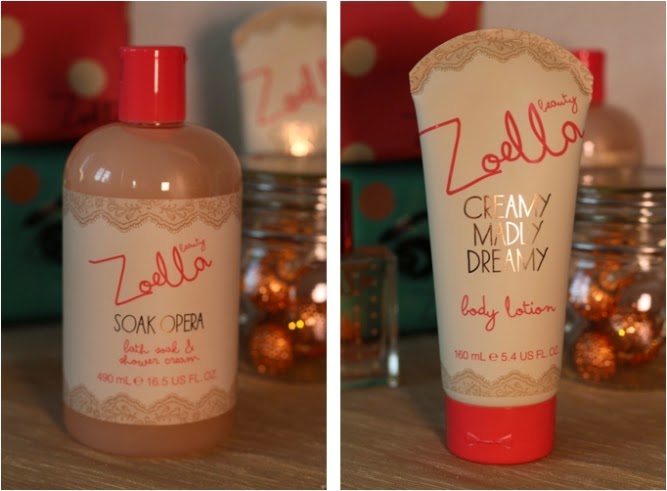 Zoella
beauty
Zoella
SOAK OPERA
bath soak &
shower cream
490 mL e 16.5 US FL OZ
beauty
Zoella
CREAMY
MADLY
DREAMY
body lotion
160 mL e 5.4 US FL OZ